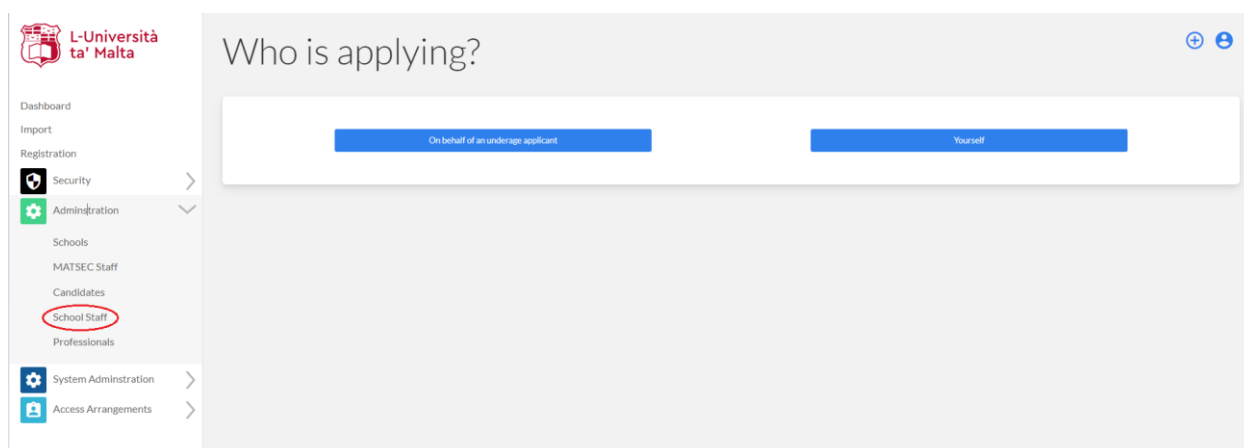 L-Università
ta' Malta
Who is applying?
Dashboard
Import
Registration
Security
Adminstration
Schools
MATSEC Staff
Candidates
School Staff
Professionals
System Adminstration
Access Arrangements
On behalf of an underage applicant
Yourself